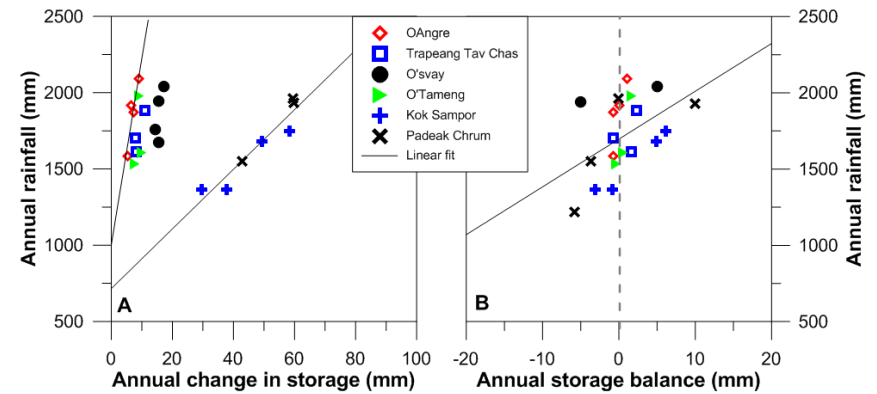 2500
2000
1500
1000
500
Annual rainfall (mm)
0
20
40
60
80
100
Annual change in storage (mm)
A
OAngre
Trapeang Tav Chas
O'svay
O'Tameng
Kok Sampor
Padeak Chrum
Linear fit
B
-20
-10
0
10
20
Annual storage balance (mm)
2500
2000
1500
1000
500
Annual rainfall (mm)